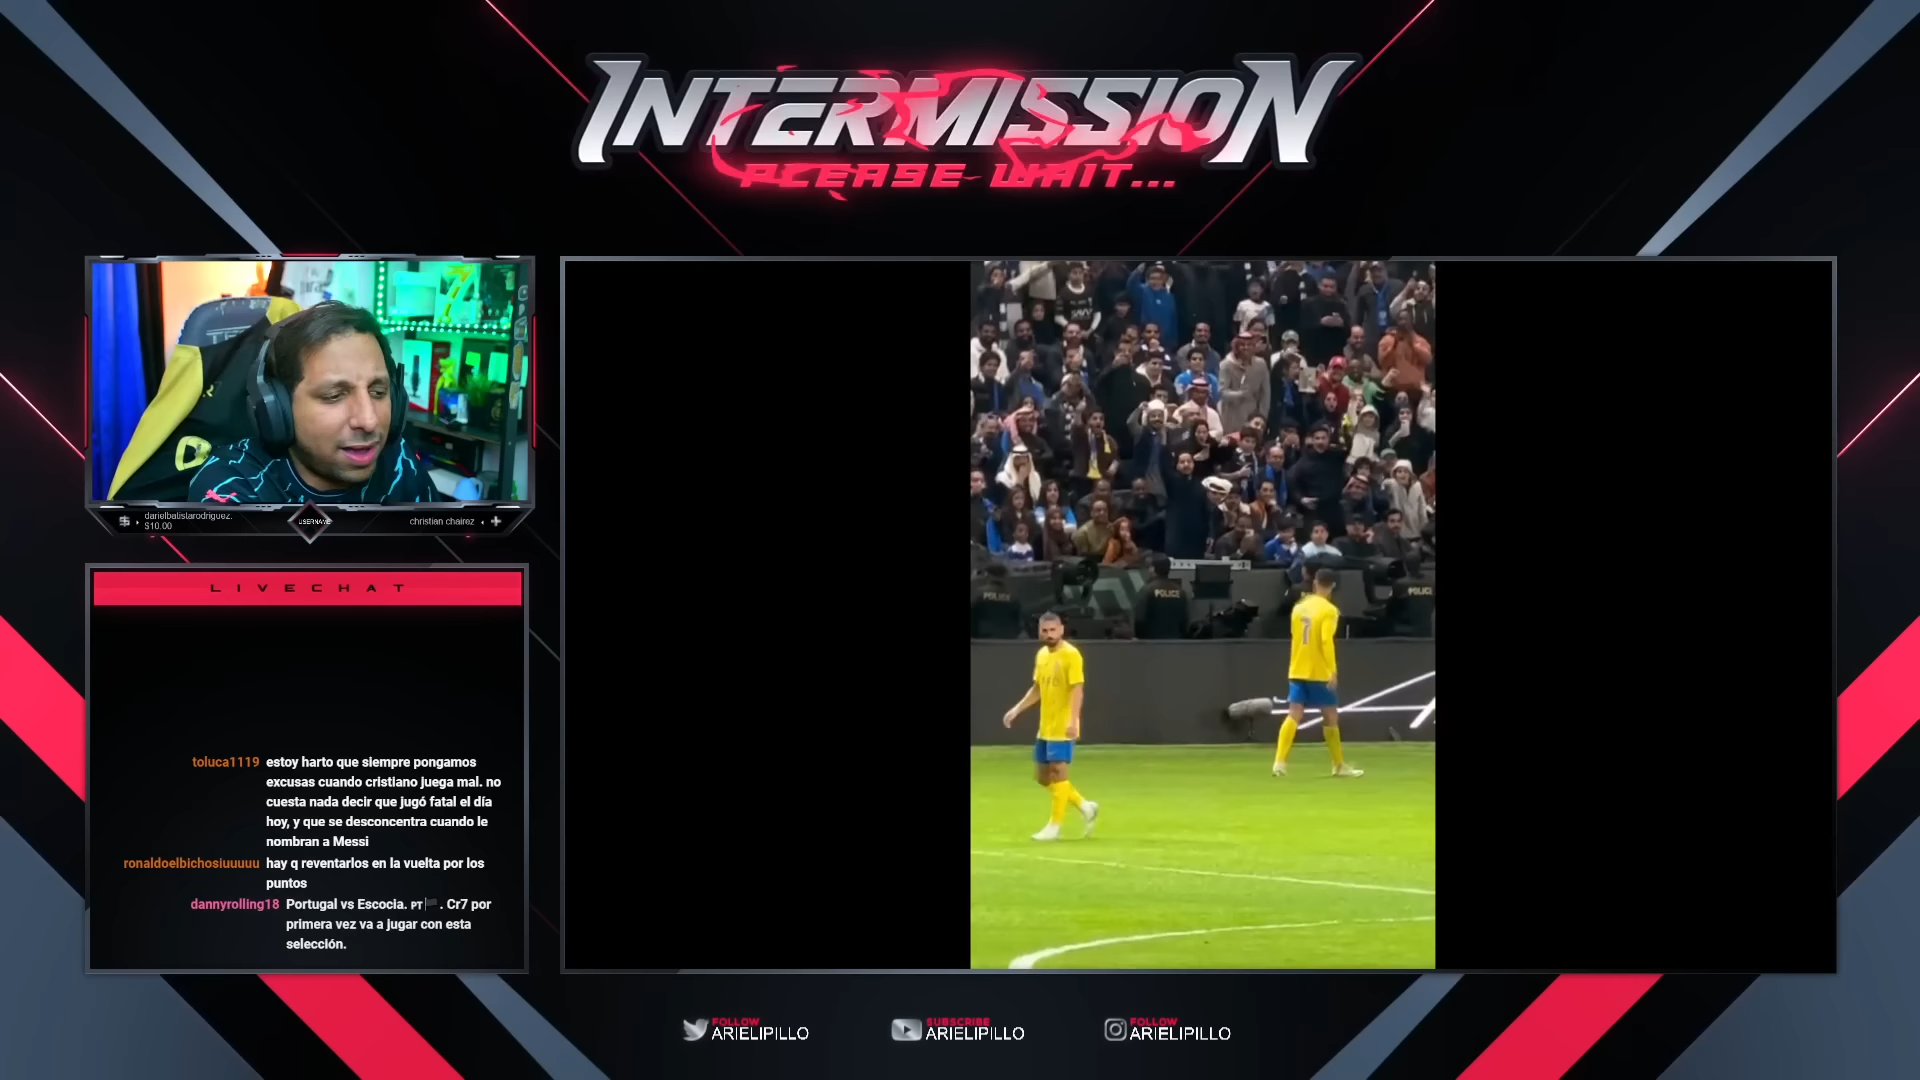 INTERMISSION
PLEASE WAIT...
darielbatistarodriguez.
$10.00
USERNAME
christian chairez
LIVECHAT
toluca1119 estoy harto que siempre pongamos
excusas cuando cristiano juega mal. no
cuesta nada decir que jugó fatal el día
hoy, y que se desconcentra cuando le
nombran a Messi
ronaldoelbichosiuuuuu hay q reventarlos en la vuelta por los
puntos
dannyrolling18 Portugal vs Escocia. PT🏴. Cr7 por
primera vez va a jugar con esta
selección.
POLICE
POLICE
POLICE
7
FOLLOW
ARIELIPILLO
SUBSCRIBE
ARIELIPILLO
FOLLOW
ARIELIPILLO